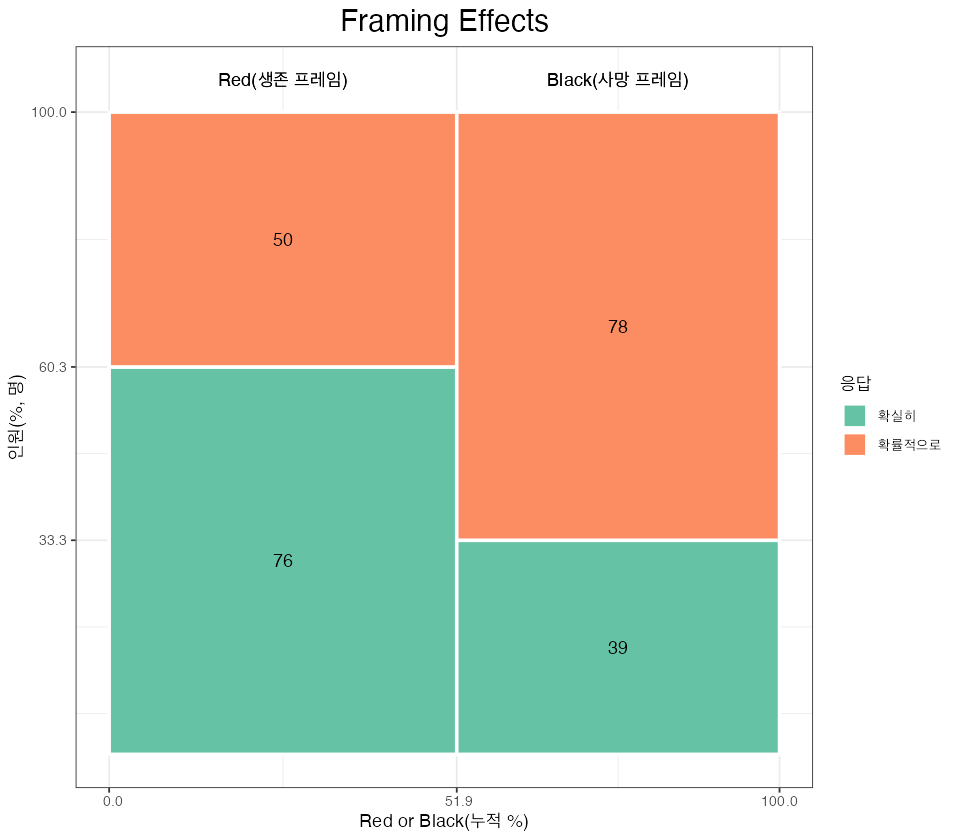 Framing Effects
Red(생존 프레임)
Black(사망 프레임)
100.0
50
78
60.3
인원(%, 명)
응답
확실히
확률적으로
33.3
76
39
0.0
51.9
100.0
Red or Black(누적 %)